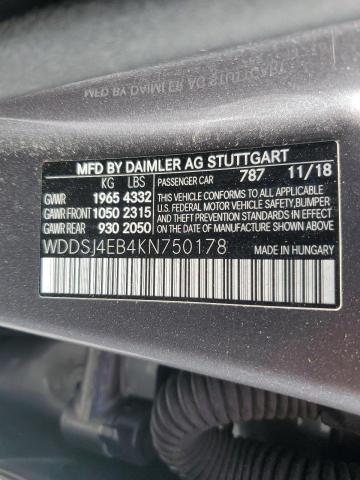 MFD BY DAIMLER AG STUTTGART
KG LBS PASSENGER CAR 787 11/18
GVWR 1965 4332 THIS VEHICLE CONFORMS TO ALL
GAWR FRONT 1050 2315 APPLICABLE U.S. FEDERAL
GAWR REAR 930 2050 MOTOR VEHICLE SAFETY, BUMPER,
AND THEFT PREVENTION
STANDARDS IN EFFECT ON THE
DATE OF MANUFACTURE SHOWN ABOVE.
WDDSJ4EB4KN750178
MADE IN HUNGARY